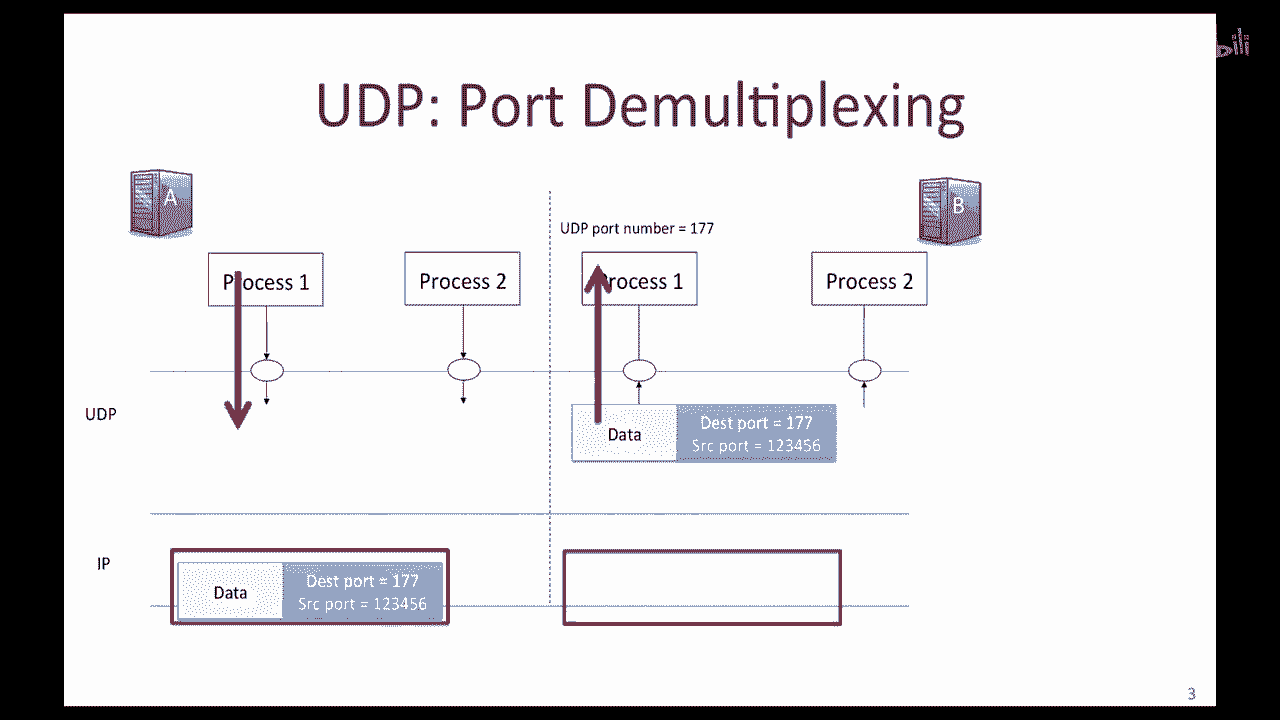 UDP: Port Demultiplexing
A
B
UDP port number = 177
Process 1
Process 2
Process 1
Process 2
UDP
Data
Dest port = 177
Src port = 123456
IP
Data
Dest port = 177
Src port = 123456
3